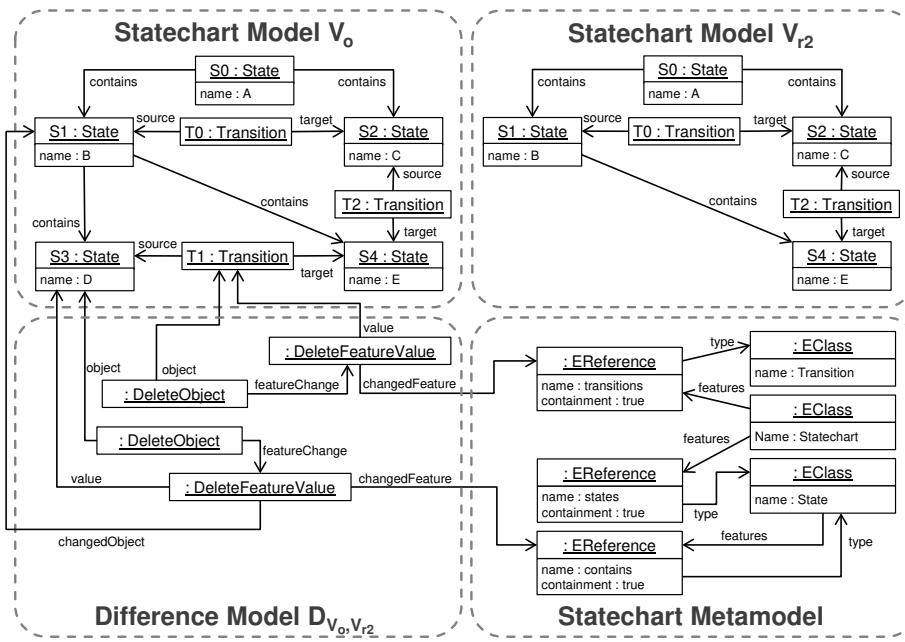 Statechart Model Vo
S0 : State
name : A
contains
contains
S1 : State
name : B
source
T0 : Transition
target
S2 : State
name : C
source
T2 : Transition
target
contains
contains
S3 : State
name : D
source
T1 : Transition
target
S4 : State
name : E
Statechart Model Vr2
S0 : State
name : A
contains
contains
S1 : State
name : B
source
T0 : Transition
target
S2 : State
name : C
source
T2 : Transition
target
contains
S4 : State
name : E
value
: DeleteFeatureValue
object
object
featureChange
changedFeature
: DeleteObject
: DeleteObject
featureChange
value
: DeleteFeatureValue
changedFeature
changedObject
Difference Model DVo,Vr2
: EReference
name : transitions
containment : true
type
: EClass
name : Transition
features
: EClass
Name : Statechart
features
: EReference
name : states
containment : true
type
: EClass
name : State
features
type
: EReference
name : contains
containment : true
Statechart Metamodel